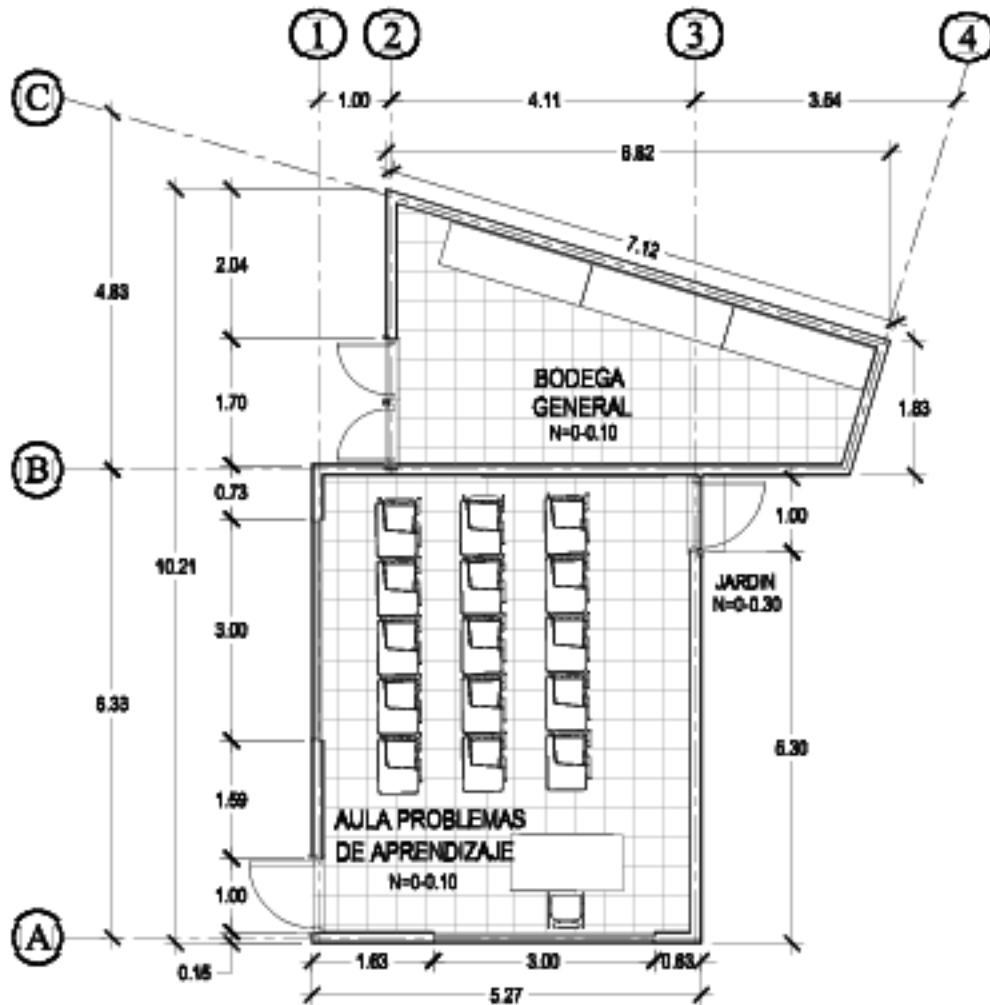 1
2
3
4
C
1.00
4.11
3.54
6.82
7.12
2.04
4.83
BODEGA
GENERAL
N=0-0.10
1.70
1.83
B
0.73
1.00
10.21
JARDIN
N=0-0.30
3.00
6.33
5.30
1.59
AULA PROBLEMAS
DE APRENDIZAJE
N=0-0.10
1.00
A
0.15
1.63
3.00
0.63
5.27